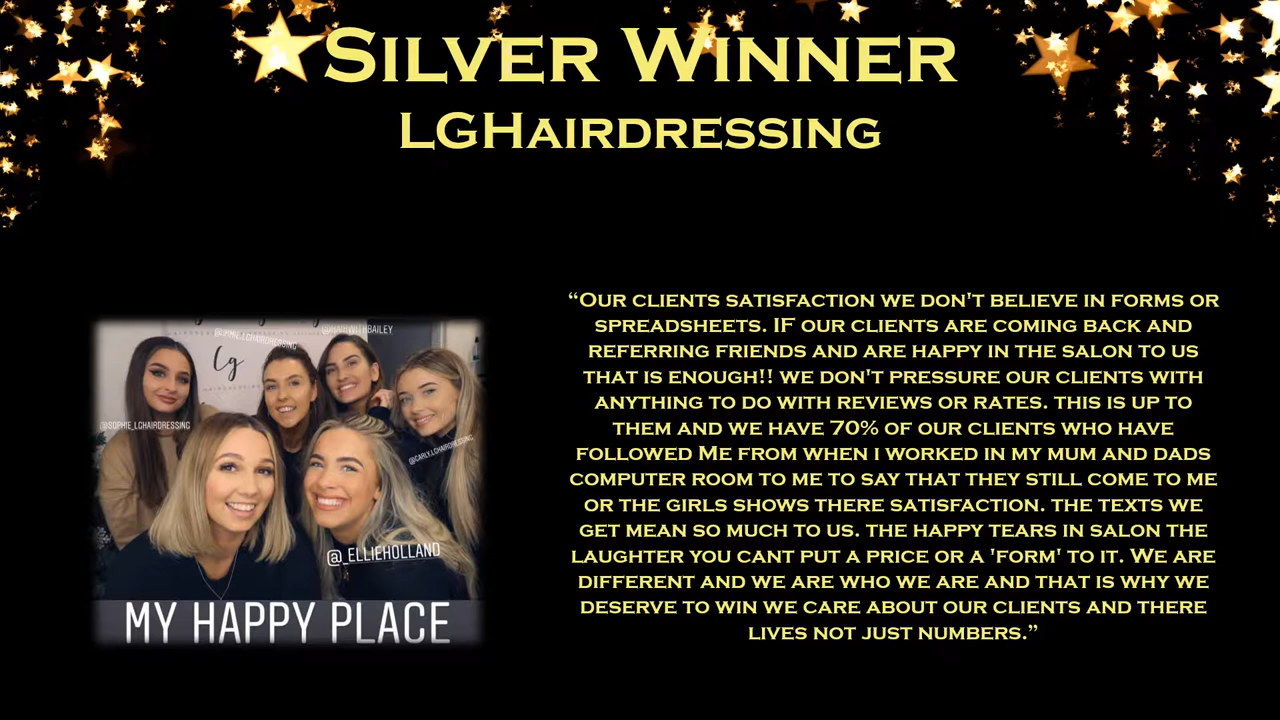 SILVER WINNER
LGHAIRDRESSING
@HAIRWITHBAILEY
Lg
HAIRDRESSING
@SOPHIE_LGHAIRDRESSING
@CARLY.LGHAIRDRESSING
@_ELLIEHOLLAND
MY HAPPY PLACE
“OUR CLIENTS SATISFACTION WE DON'T BELIEVE IN FORMS OR
SPREADSHEETS. IF OUR CLIENTS ARE COMING BACK AND
REFERRING FRIENDS AND ARE HAPPY IN THE SALON TO US
THAT IS ENOUGH!! WE DON'T PRESSURE OUR CLIENTS WITH
ANYTHING TO DO WITH REVIEWS OR RATES. THIS IS UP TO
THEM AND WE HAVE 70% OF OUR CLIENTS WHO HAVE
FOLLOWED ME FROM WHEN I WORKED IN MY MUM AND DADS
COMPUTER ROOM TO ME TO SAY THAT THEY STILL COME TO ME
OR THE GIRLS SHOWS THERE SATISFACTION. THE TEXTS WE
GET MEAN SO MUCH TO US. THE HAPPY TEARS IN SALON THE
LAUGHTER YOU CANT PUT A PRICE OR A 'FORM' TO IT. WE ARE
DIFFERENT AND WE ARE WHO WE ARE AND THAT IS WHY WE
DESERVE TO WIN WE CARE ABOUT OUR CLIENTS AND THERE
LIVES NOT JUST NUMBERS.”